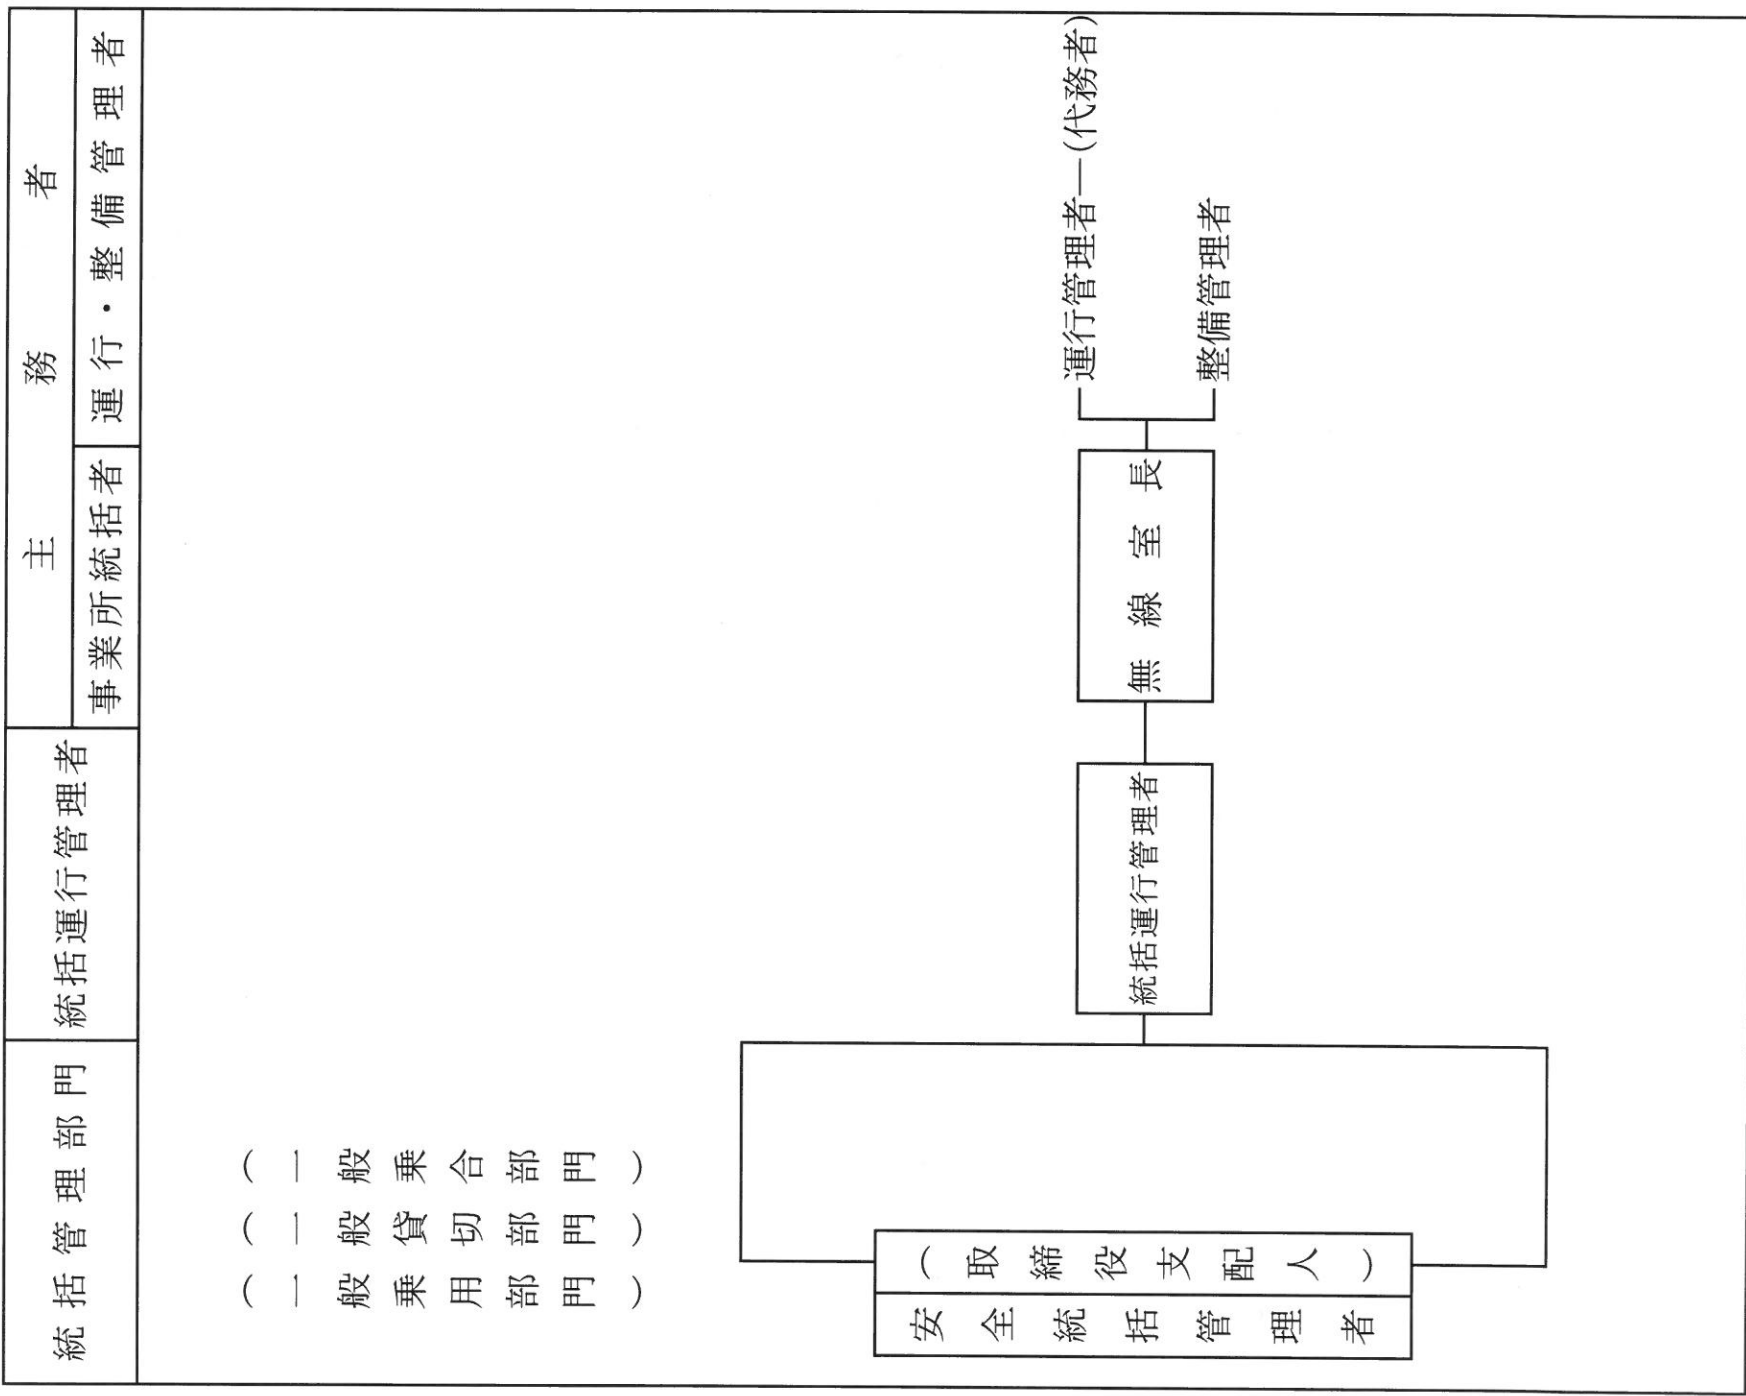 統括管理部門
統括運行管理者
主務者
事業所統括者
運行・整備管理者
(一般乗合部門)
(一般貸切部門)
(一般乗用部門)
(取締役支配人)
安全統括管理者
統括運行管理者
無線室長
運行管理者―(代務者)
整備管理者